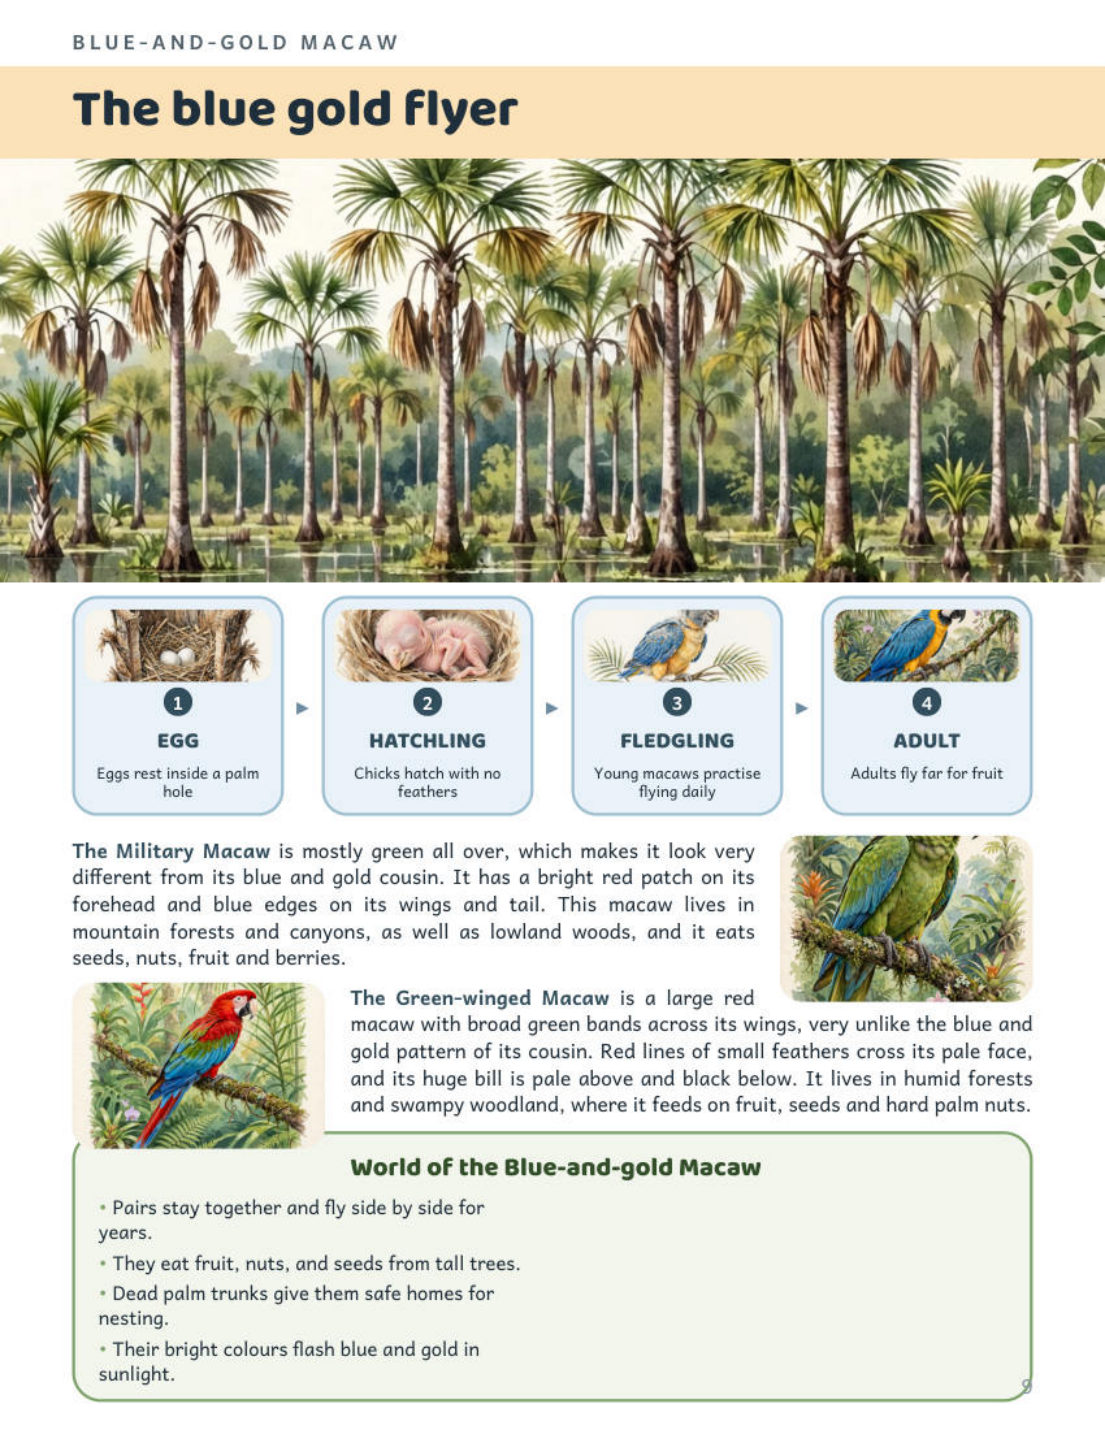 BLUE-AND-GOLD MACAW
The blue gold flyer
1
EGG
Eggs rest inside a palm
hole
2
HATCHLING
Chicks hatch with no
feathers
3
FLEDGLING
Young macaws practise
flying daily
4
ADULT
Adults fly far for fruit
The Military Macaw is mostly green all over, which makes it look very
different from its blue and gold cousin. It has a bright red patch on its
forehead and blue edges on its wings and tail. This macaw lives in
mountain forests and canyons, as well as lowland woods, and it eats
seeds, nuts, fruit and berries.
The Green-winged Macaw is a large red
macaw with broad green bands across its wings, very unlike the blue and
gold pattern of its cousin. Red lines of small feathers cross its pale face,
and its huge bill is pale above and black below. It lives in humid forests
and swampy woodland, where it feeds on fruit, seeds and hard palm nuts.
World of the Blue-and-gold Macaw
• Pairs stay together and fly side by side for
years.
• They eat fruit, nuts, and seeds from tall trees.
• Dead palm trunks give them safe homes for
nesting.
• Their bright colours flash blue and gold in
sunlight.
9